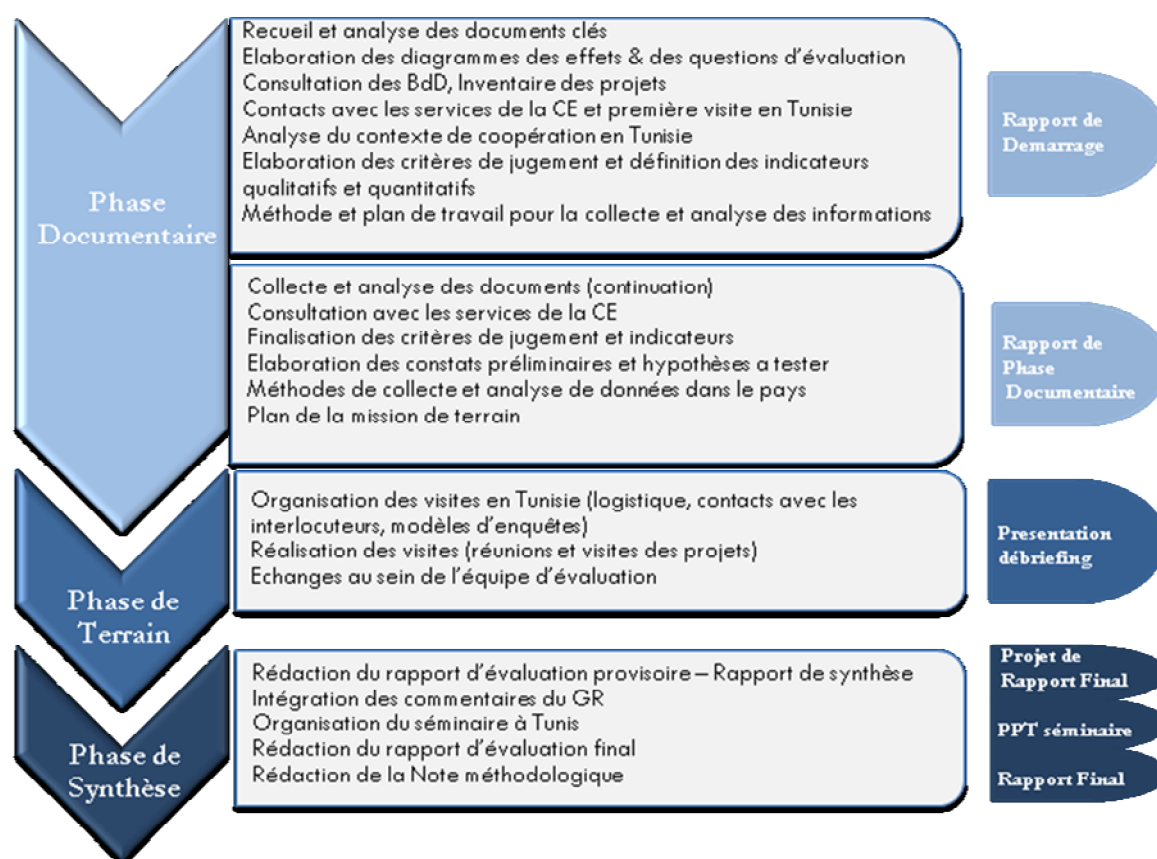 Phase
Documentaire
Recueil et analyse des documents clés
Elaboration des diagrammes des effets & des questions d'évaluation
Consultation des BdD, Inventaire des projets
Contacts avec les services de la CE et première visite en Tunisie
Analyse du contexte de coopération en Tunisie
Elaboration des critères de jugement et définition des indicateurs
qualitatifs et quantitatifs
Méthode et plan de travail pour la collecte et analyse des informations
Rapport de
Demarrage
Collecte et analyse des documents (continuation)
Consultation avec les services de la CE
Finalisation des critères de jugement et indicateurs
Elaboration des constats préliminaires et hypothèses a tester
Méthodes de collecte et analyse de données dans le pays
Plan de la mission de terrain
Rapport de
Phase
Documentaire
Phase de
Terrain
Organisation des visites en Tunisie (logistique, contacts avec les
interlocuteurs, modèles d'enquêtes)
Réalisation des visites (réunions et visites des projets)
Echanges au sein de l'équipe d'évaluation
Presentation
débriefing
Phase de
Synthèse
Rédaction du rapport d'évaluation provisoire – Rapport de synthèse
Intégration des commentaires du GR
Organisation du séminaire à Tunis
Rédaction du rapport d'évaluation final
Rédaction de la Note méthodologique
Projet de
Rapport Final
PPT séminaire
Rapport Final